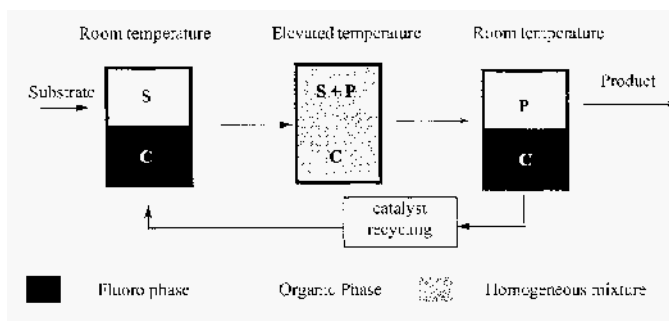 Room temperature Elevated temperature Room temperature
Substrate
Product
S
S + P
P
C
C
C
catalyst
recycling
Fluoro phase Organic Phase Homogeneous mixture